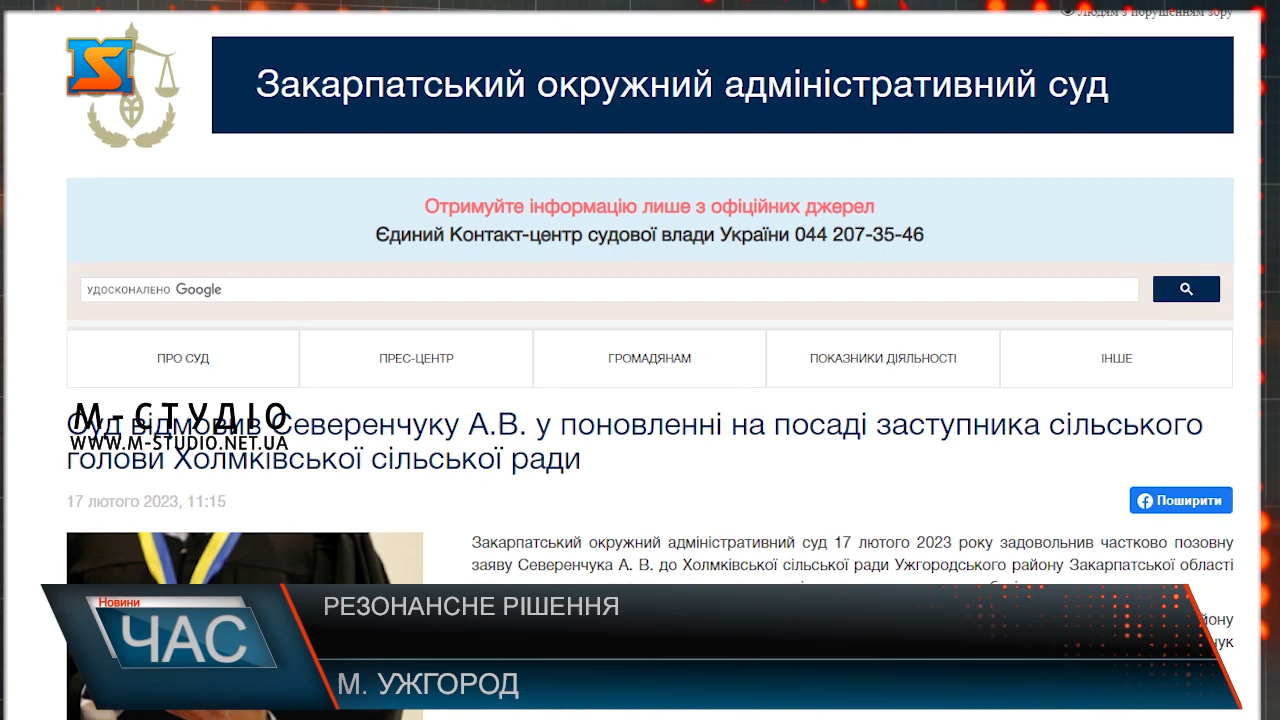 Людям з порушенням зору
Закарпатський окружний адміністративний суд
Отримуйте інформацію лише з офіційних джерел
Єдиний Контакт-центр судової влади України 044 207-35-46
УДОСКОНАЛЕНО Google
ПРО СУД
ПРЕС-ЦЕНТР
ГРОМАДЯНАМ
ПОКАЗНИКИ ДІЯЛЬНОСТІ
ІНШЕ
М-СТУДІО
WWW.M-STUDIO.NET.UA
Суд відмовив Северенчуку А.В. у поновленні на посаді заступника сільського
голови Холмківської сільської ради
17 лютого 2023, 11:15
Поширити
Закарпатський окружний адміністративний суд 17 лютого 2023 року задовольнив частково позовну
заяву Северенчука А. В. до Холмківської сільської ради Ужгородського району Закарпатської області
Новини
ЧАС
РЕЗОНАНСНЕ РІШЕННЯ
М. УЖГОРОД